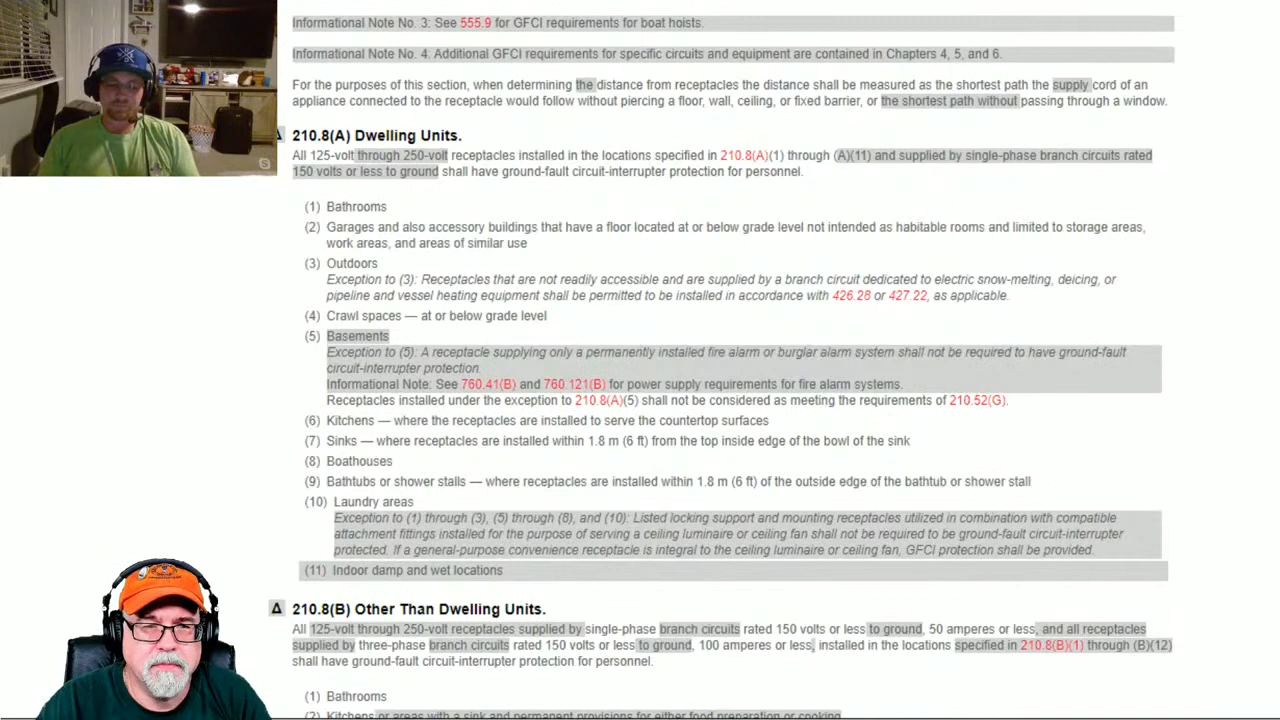 Informational Note No. 3: See 555.9 for GFCI requirements for boat hoists.
Informational Note No. 4: Additional GFCI requirements for specific circuits and equipment are contained in Chapters 4, 5, and 6.
For the purposes of this section, when determining the distance from receptacles the distance shall be measured as the shortest path the supply cord of an
appliance connected to the receptacle would follow without piercing a floor, wall, ceiling, or fixed barrier, or the shortest path without passing through a window.
Δ 210.8(A) Dwelling Units.
All 125-volt through 250-volt receptacles installed in the locations specified in 210.8(A)(1) through (A)(11) and supplied by single-phase branch circuits rated
150 volts or less to ground shall have ground-fault circuit-interrupter protection for personnel.
(1) Bathrooms
(2) Garages and also accessory buildings that have a floor located at or below grade level not intended as habitable rooms and limited to storage areas,
work areas, and areas of similar use
(3) Outdoors
Exception to (3): Receptacles that are not readily accessible and are supplied by a branch circuit dedicated to electric snow-melting, deicing, or
pipeline and vessel heating equipment shall be permitted to be installed in accordance with 426.28 or 427.22, as applicable.
(4) Crawl spaces — at or below grade level
(5) Basements
Exception to (5): A receptacle supplying only a permanently installed fire alarm or burglar alarm system shall not be required to have ground-fault
circuit-interrupter protection.
Informational Note: See 760.41(B) and 760.121(B) for power supply requirements for fire alarm systems.
Receptacles installed under the exception to 210.8(A)(5) shall not be considered as meeting the requirements of 210.52(G).
(6) Kitchens — where the receptacles are installed to serve the countertop surfaces
(7) Sinks — where receptacles are installed within 1.8 m (6 ft) from the top inside edge of the bowl of the sink
(8) Boathouses
(9) Bathtubs or shower stalls — where receptacles are installed within 1.8 m (6 ft) of the outside edge of the bathtub or shower stall
(10) Laundry areas
Exception to (1) through (3), (5) through (8), and (10): Listed locking support and mounting receptacles utilized in combination with compatible
attachment fittings installed for the purpose of serving a ceiling luminaire or ceiling fan shall not be required to be ground-fault circuit-interrupter
protected. If a general-purpose convenience receptacle is integral to the ceiling luminaire or ceiling fan, GFCI protection shall be provided.
(11) Indoor damp and wet locations
Δ 210.8(B) Other Than Dwelling Units.
All 125-volt through 250-volt receptacles supplied by single-phase branch circuits rated 150 volts or less to ground, 50 amperes or less, and all receptacles
supplied by three-phase branch circuits rated 150 volts or less to ground, 100 amperes or less, installed in the locations specified in 210.8(B)(1) through (B)(12)
shall have ground-fault circuit-interrupter protection for personnel.
(1) Bathrooms
(2) Kitchens or areas with a sink and permanent provisions for either food preparation or cooking